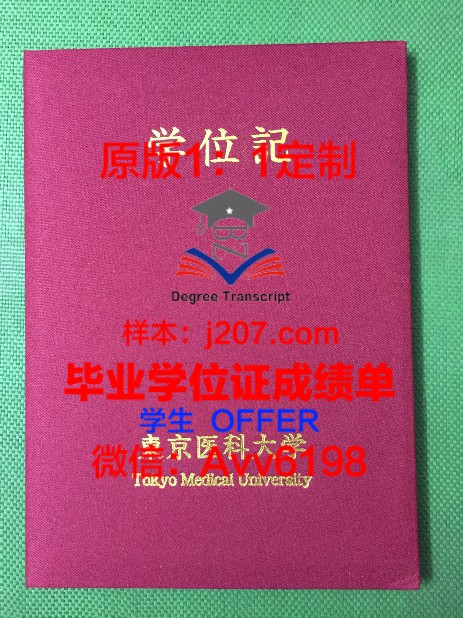 学位記
原版1：1定制
Degree Transcript
样本：j207.com
毕业学位证成绩单
学生 OFFER
東京医科大学
微信：Avv6198
Tokyo Medical University